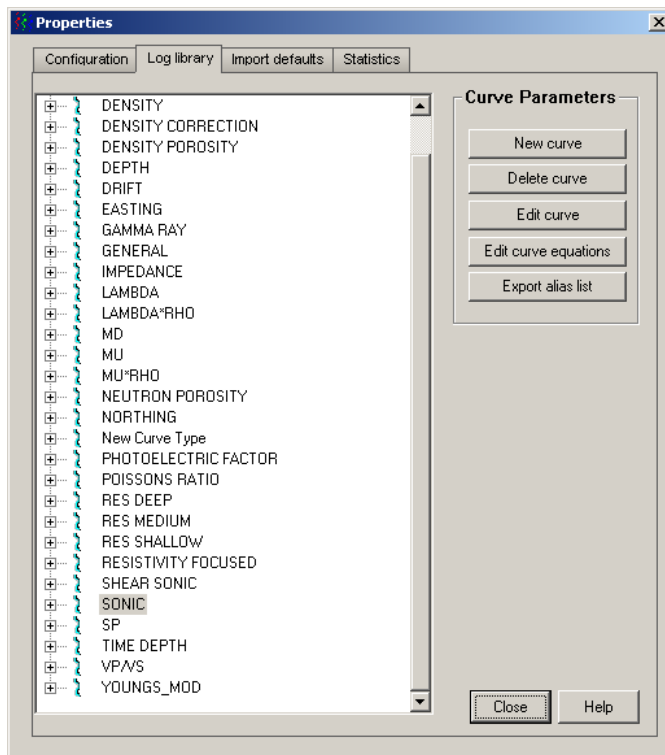 Properties
Configuration Log library Import defaults Statistics
DENSITY
DENSITY CORRECTION
DENSITY POROSITY
DEPTH
DRIFT
EASTING
GAMMA RAY
GENERAL
IMPEDANCE
LAMBDA
LAMBDA*RHO
MD
MU
MU*RHO
NEUTRON POROSITY
NORTHING
New Curve Type
PHOTOELECTRIC FACTOR
POISSONS RATIO
RES DEEP
RES MEDIUM
RES SHALLOW
RESISTIVITY FOCUSED
SHEAR SONIC
SONIC
SP
TIME DEPTH
VP/VS
YOUNGS_MOD
Curve Parameters
New curve
Delete curve
Edit curve
Edit curve equations
Export alias list
Close Help